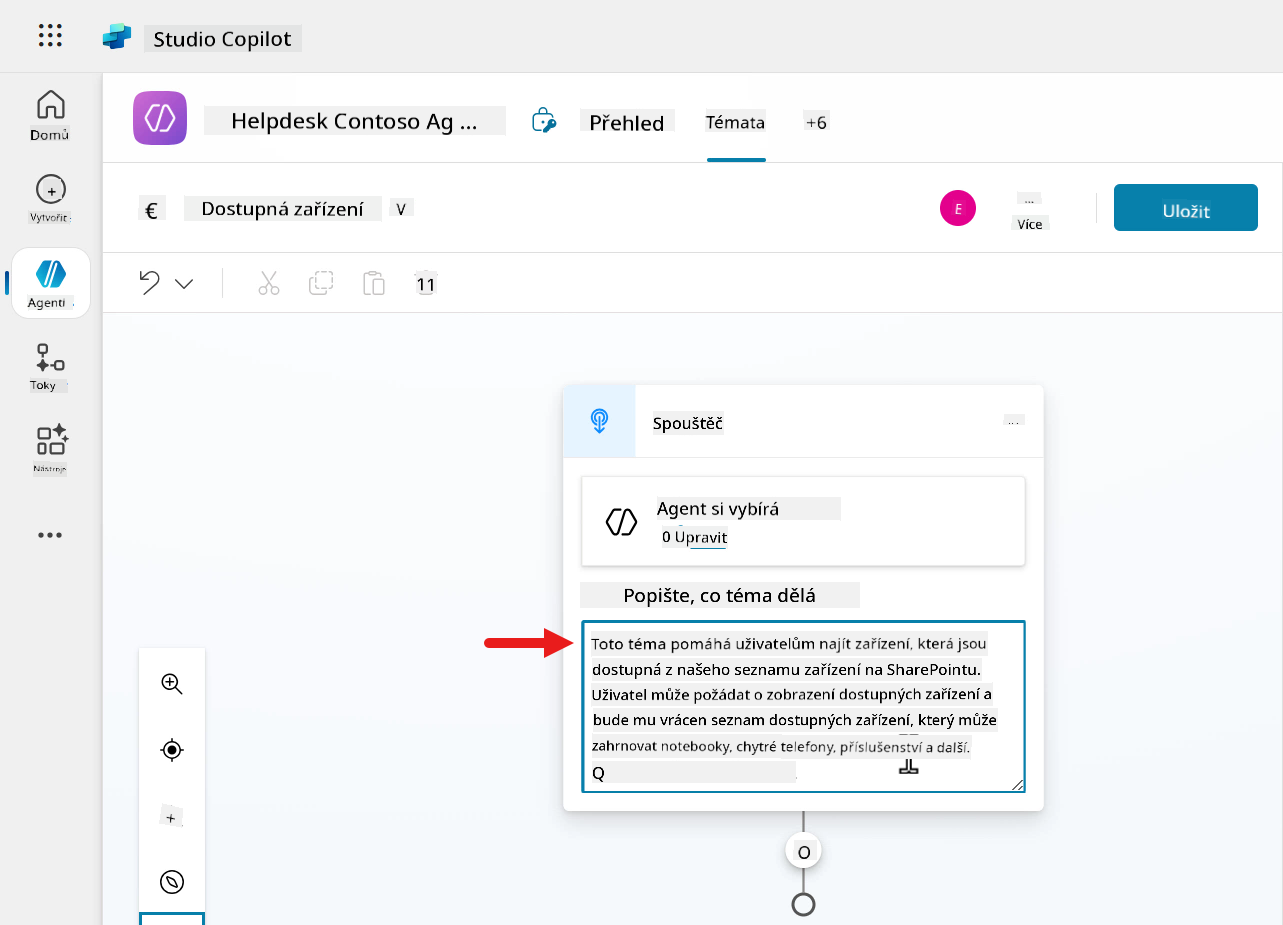 Studio Copilot
Domů
Vytvořit
Agenti
Toky
Nástroje
Helpdesk Contoso Ag ...
Přehled
Témata
+6
€ Dostupná zařízení V
E
...
Více
Uložit
11
Spouštěč
...
Agent si vybírá
0 Upravit
Popište, co téma dělá
Toto téma pomáhá uživatelům najít zařízení, která jsou
dostupná z našeho seznamu zařízení na SharePointu.
Uživatel může požádat o zobrazení dostupných zařízení a
bude mu vrácen seznam dostupných zařízení, který může
zahrnovat notebooky, chytré telefony, příslušenství a další.
Q
O